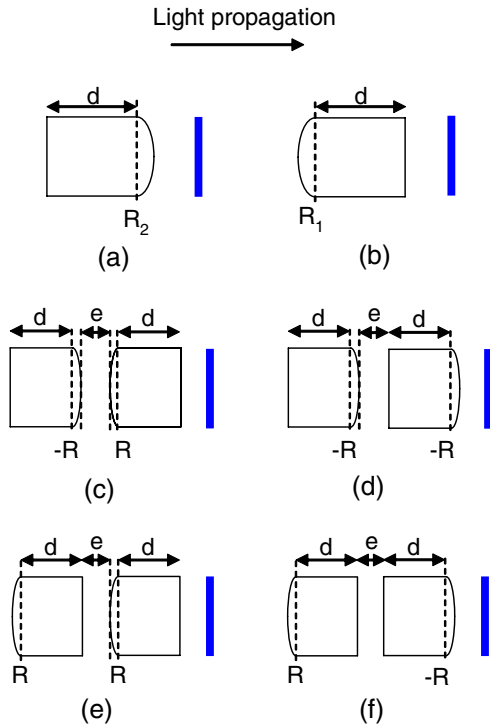 Light propagation
d d
R2 R1
(a) (b)
d e d d e d
-R R -R -R
(c) (d)
d e d d e d
R R R -R
(e) (f)